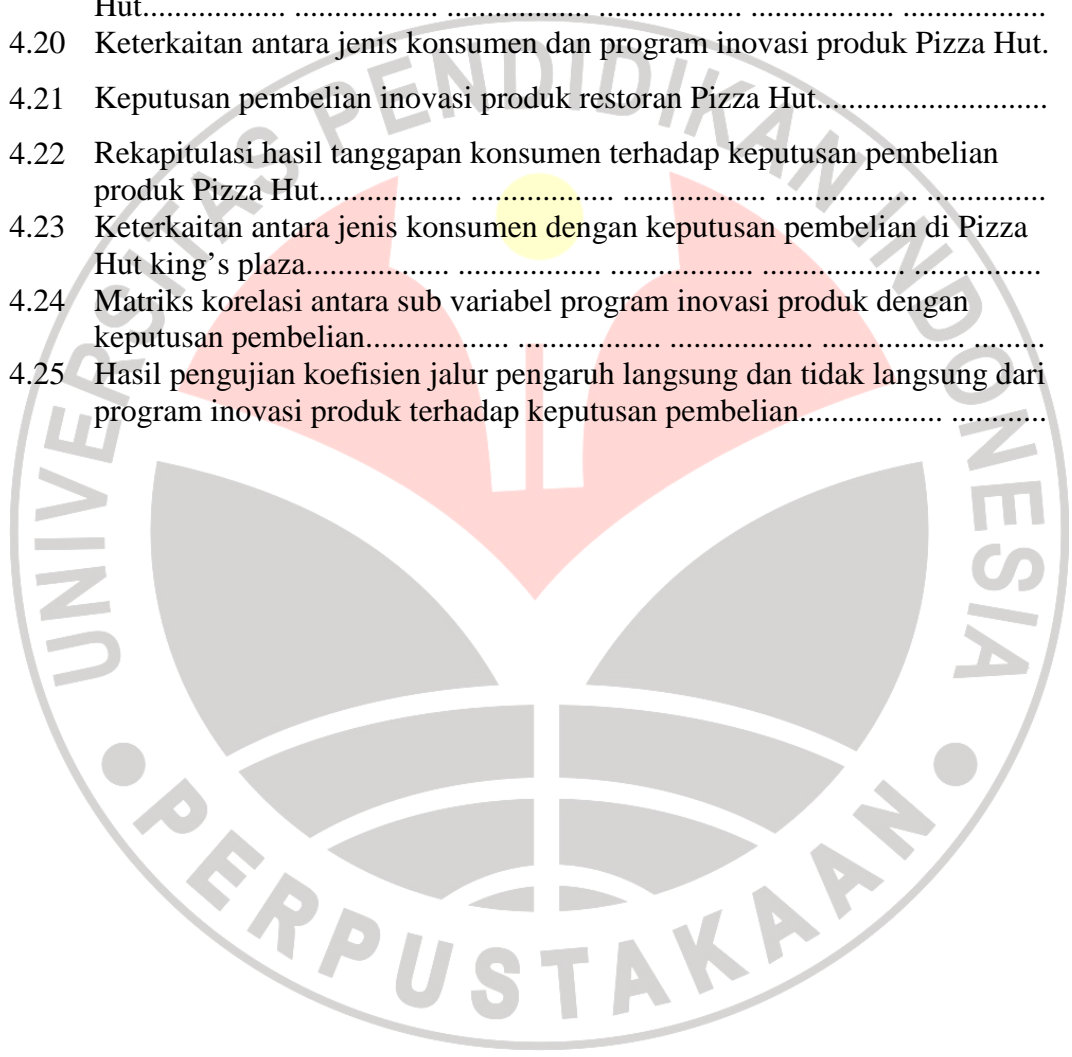 Hut................. ................. ................. ................. ................. .................
4.20 Keterkaitan antara jenis konsumen dan program inovasi produk Pizza Hut.
4.21 Keputusan pembelian inovasi produk restoran Pizza Hut...........................
4.22 Rekapitulasi hasil tanggapan konsumen terhadap keputusan pembelian
produk Pizza Hut................. ................. ................. ................. ..............
4.23 Keterkaitan antara jenis konsumen dengan keputusan pembelian di Pizza
Hut king’s plaza................. ................. ................. ................. ...............
4.24 Matriks korelasi antara sub variabel program inovasi produk dengan
keputusan pembelian................. ................. ................. ................. .........
4.25 Hasil pengujian koefisien jalur pengaruh langsung dan tidak langsung dari
program inovasi produk terhadap keputusan pembelian................. ...........
UNIVERSITAS PENDIDIKAN INDONESIA
PERPUSTAKAAN